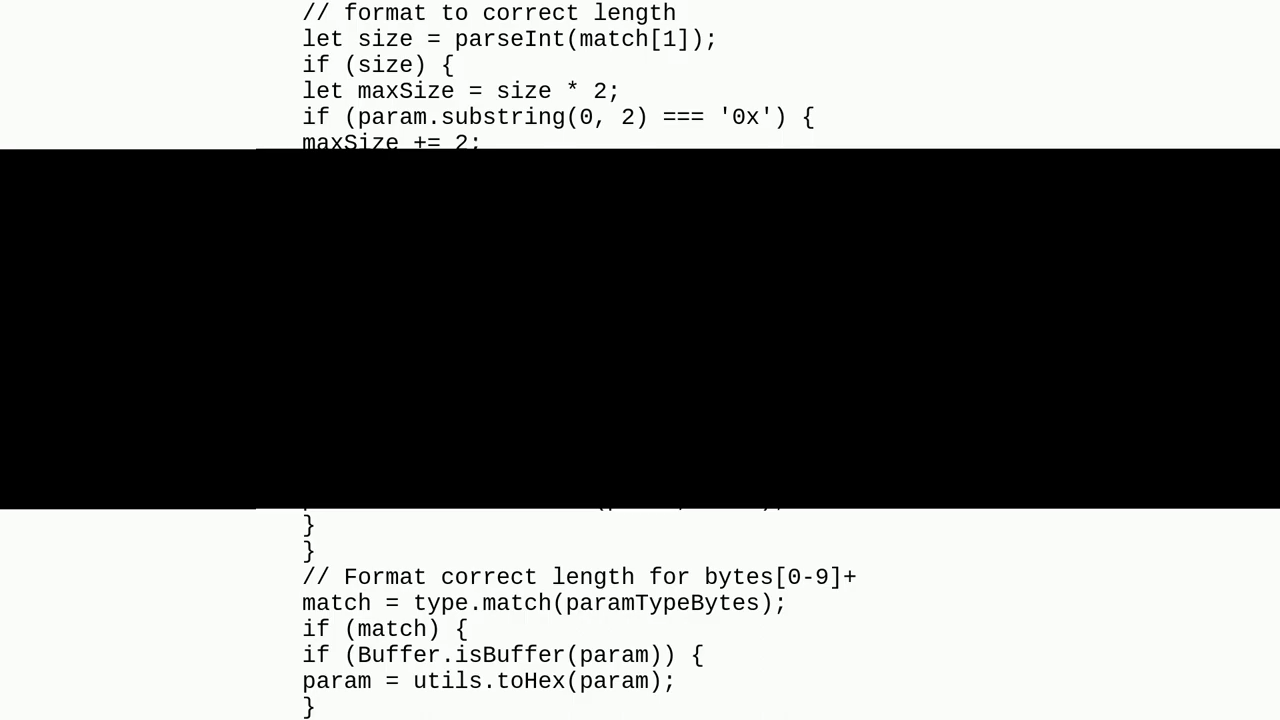 // format to correct length
let size = parseInt(match[1]);
if (size) {
let maxSize = size * 2;
if (param.substring(0, 2) === '0x') {
maxSize += 2;
}
}
// Format correct length for bytes[0-9]+
match = type.match(paramTypeBytes);
if (match) {
if (Buffer.isBuffer(param)) {
param = utils.toHex(param);
}